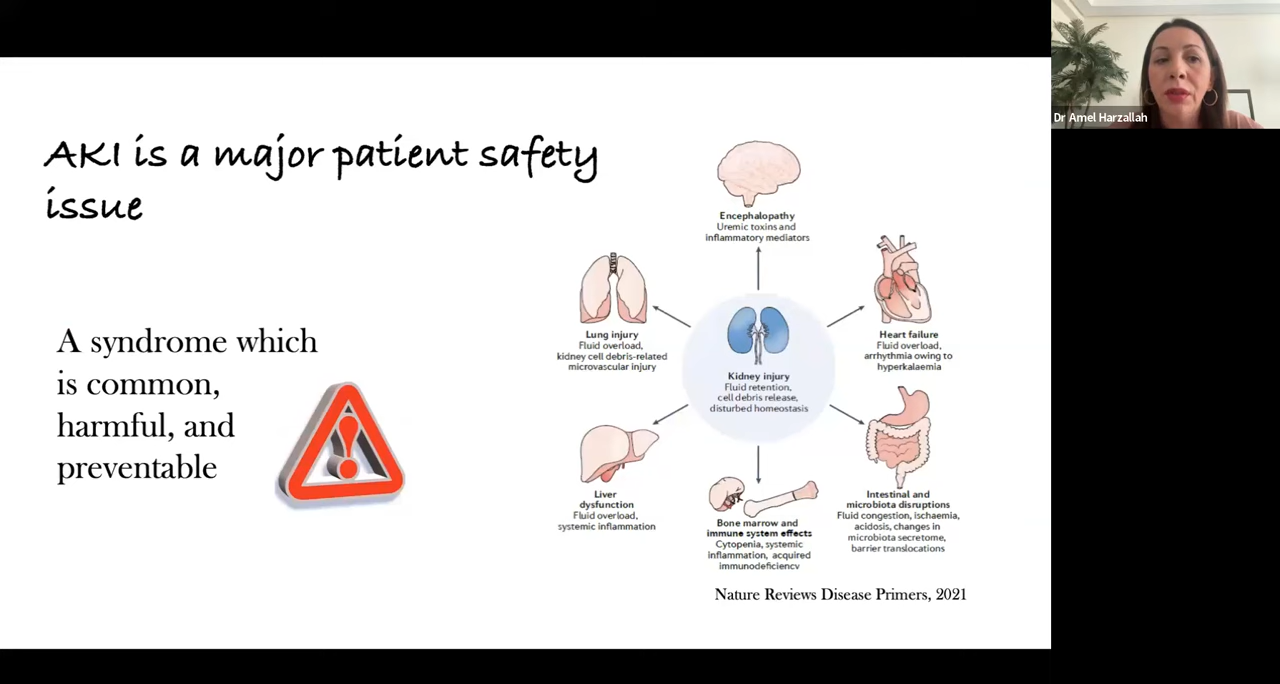 Dr Amel Harzallah
AKI is a major patient safety
issue
A syndrome which
is common,
harmful, and
preventable
Encephalopathy
Uremic toxins and
inflammatory mediators
Lung injury
Fluid overload,
kidney cell debris-related
microvascular injury
Heart failure
Fluid overload,
arrhythmia owing to
hyperkalaemia
Kidney injury
Fluid retention,
cell debris release,
disturbed homeostasis
Liver
dysfunction
Fluid overload,
systemic inflammation
Bone marrow and
immune system effects
Cytopenia, systemic
inflammation, acquired
immunodeficiency
Intestinal and
microbiota disruptions
Fluid congestion, ischaemia,
acidosis, changes in
microbiota secretome,
barrier translocations
Nature Reviews Disease Primers, 2021